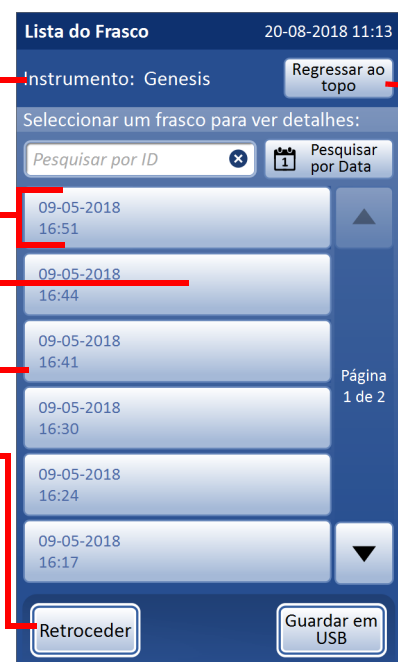 Lista do Frasco 20-08-2018 11:13
Instrumento: Genesis
Regressar ao
topo
Seleccionar um frasco para ver detalhes:
Pesquisar por ID
1
Pesquisar
por Data
09-05-2018
16:51
09-05-2018
16:44
09-05-2018
16:41
Página
1 de 2
09-05-2018
16:30
09-05-2018
16:24
09-05-2018
16:17
Retroceder
Guardar em
USB